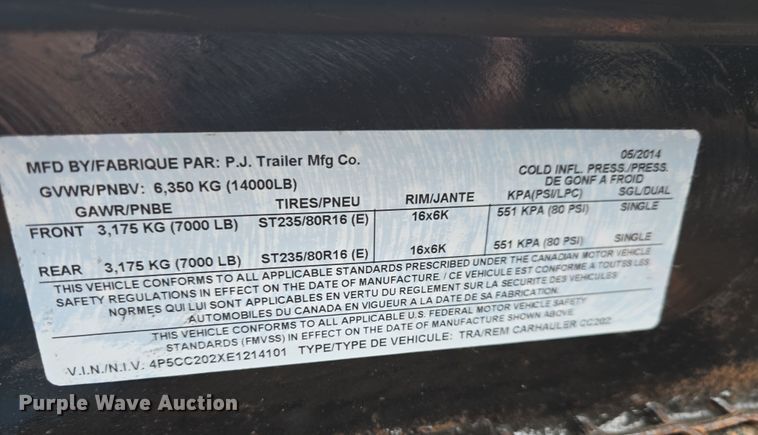 05/2014
MFD BY/FABRIQUE PAR: P.J. Trailer Mfg Co.
COLD INFL. PRESS./PRESS. DE GONF A FROID
GVWR/PNBV: 6,350 KG (14000LB)
GAWR/PNBE TIRES/PNEU RIM/JANTE KPA(PSI/LPC) SGL/DUAL
FRONT 3,175 KG (7000 LB) ST235/80R16 (E) 16x6K 551 KPA (80 PSI) SINGLE
REAR 3,175 KG (7000 LB) ST235/80R16 (E) 16x6K 551 KPA (80 PSI) SINGLE
THIS VEHICLE CONFORMS TO ALL APPLICABLE STANDARDS PRESCRIBED UNDER THE CANADIAN MOTOR VEHICLE
SAFETY REGULATIONS IN EFFECT ON THE DATE OF MANUFACTURE / CE VEHICULE EST CONFORME A TOUTES LES
NORMES QUI LUI SONT APPLICABLES EN VERTU DU REGLEMENT SUR LA SECURITE DES VEHICULES
AUTOMOBILES DU CANADA EN VIGUEUR A LA DATE DE SA FABRICATION.
THIS VEHICLE CONFORMS TO ALL APPLICABLE U.S. FEDERAL MOTOR VEHICLE SAFETY
STANDARDS (FMVSS) IN EFFECT ON THE DATE OF MANUFACTURE SHOWN ABOVE
V.I.N./N.I.V. 4P5CC202XE1214101 TYPE/TYPE DE VEHICULE: TRA/REM CARHAULER CC202
Purple Wave Auction